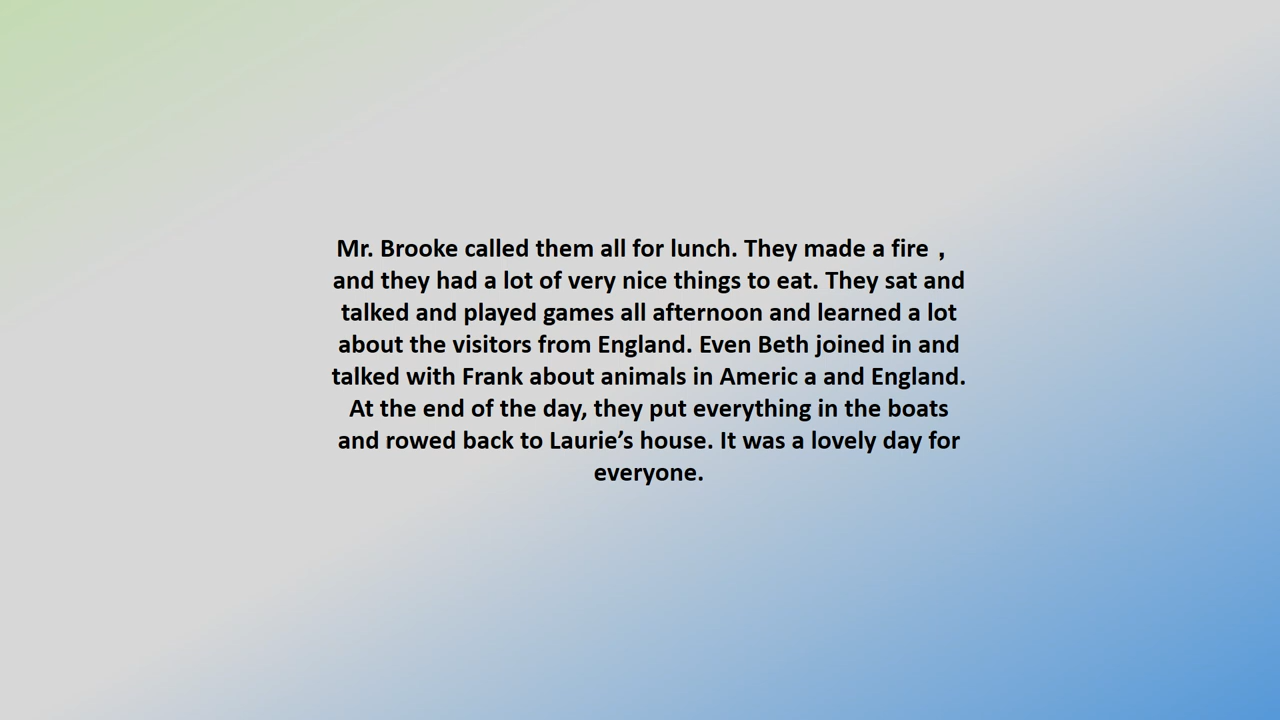 Mr. Brooke called them all for lunch. They made a fire ，
and they had a lot of very nice things to eat. They sat and
talked and played games all afternoon and learned a lot
about the visitors from England. Even Beth joined in and
talked with Frank about animals in Americ a and England.
At the end of the day, they put everything in the boats
and rowed back to Laurie’s house. It was a lovely day for
everyone.